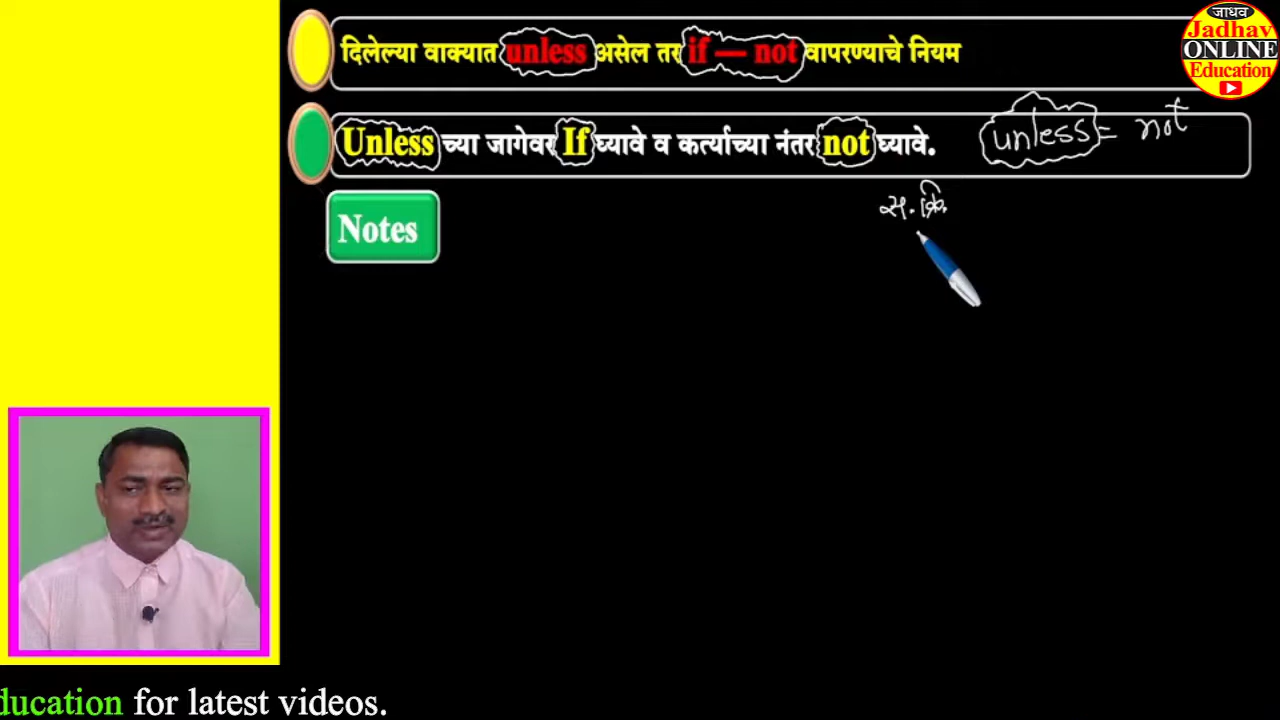 जाधव
Jadhav
ONLINE
Education
दिलेल्या वाक्यात unless असेल तर if — not वापरण्याचे नियम
Unless च्या जागेवर If घ्यावे व कर्त्याच्या नंतर not घ्यावे.
unless = not
स. क्रि.
Notes
ducation for latest videos.